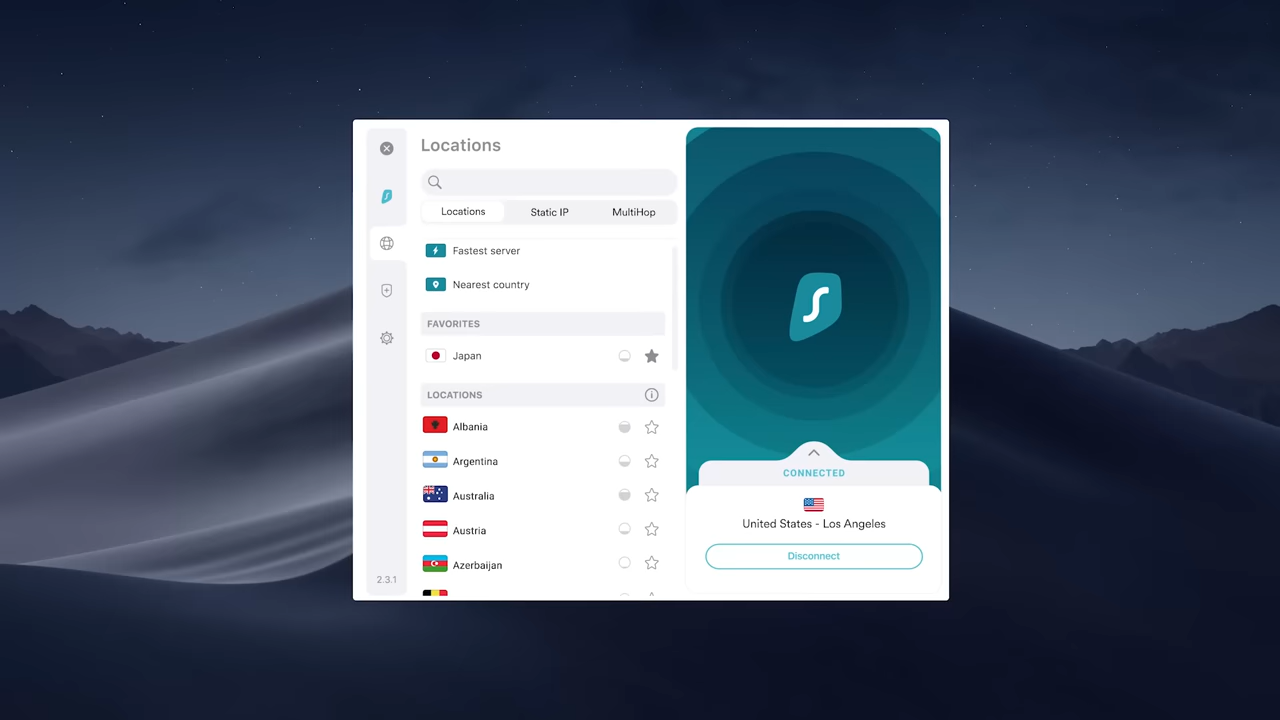 Locations
Locations
Static IP
MultiHop
Fastest server
Nearest country
FAVORITES
Japan
LOCATIONS
Albania
Argentina
Australia
Austria
Azerbaijan
2.3.1
CONNECTED
United States - Los Angeles
Disconnect